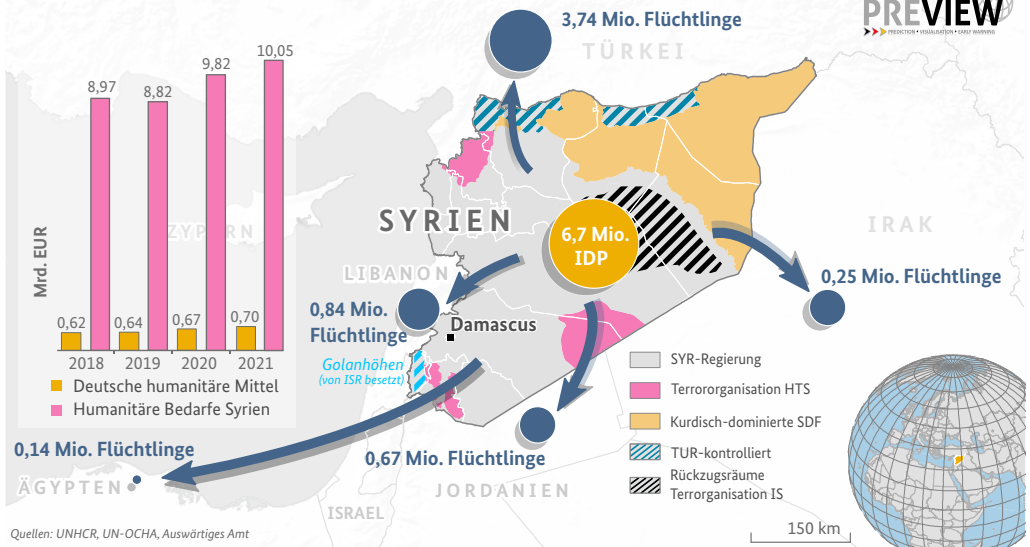 3,74 Mio. Flüchtlinge
PREVIEW
PREDICTION • VISUALISATION • EARLY WARNING
TÜRKEI
10,05
9,82
8,97
8,82
Mrd. EUR
0,62
0,64
0,67
0,70
2018
2019
2020
2021
Deutsche humanitäre Mittel
Humanitäre Bedarfe Syrien
ZYPERN
SYRIEN
6,7 Mio.
IDP
IRAK
LIBANON
0,25 Mio. Flüchtlinge
0,84 Mio.
Flüchtlinge
Damascus
Golanhöhen
(von ISR besetzt)
SYR-Regierung
Terrororganisation HTS
Kurdisch-dominierte SDF
TUR-kontrolliert
Rückzugsräume
Terrororganisation IS
0,14 Mio. Flüchtlinge
0,67 Mio. Flüchtlinge
ÄGYPTEN
JORDANIEN
ISRAEL
150 km
Quellen: UNHCR, UN-OCHA, Auswärtiges Amt